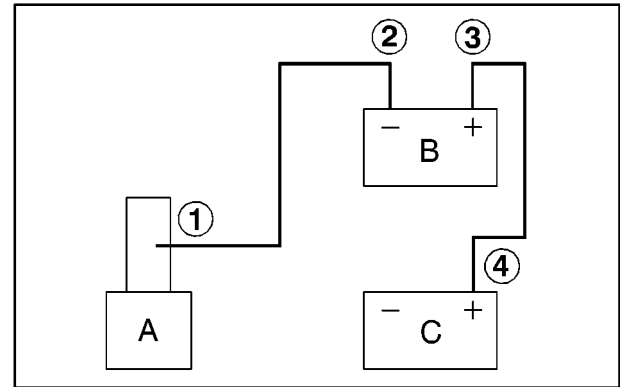 ② ③
− +
B
①
④
− +
A C